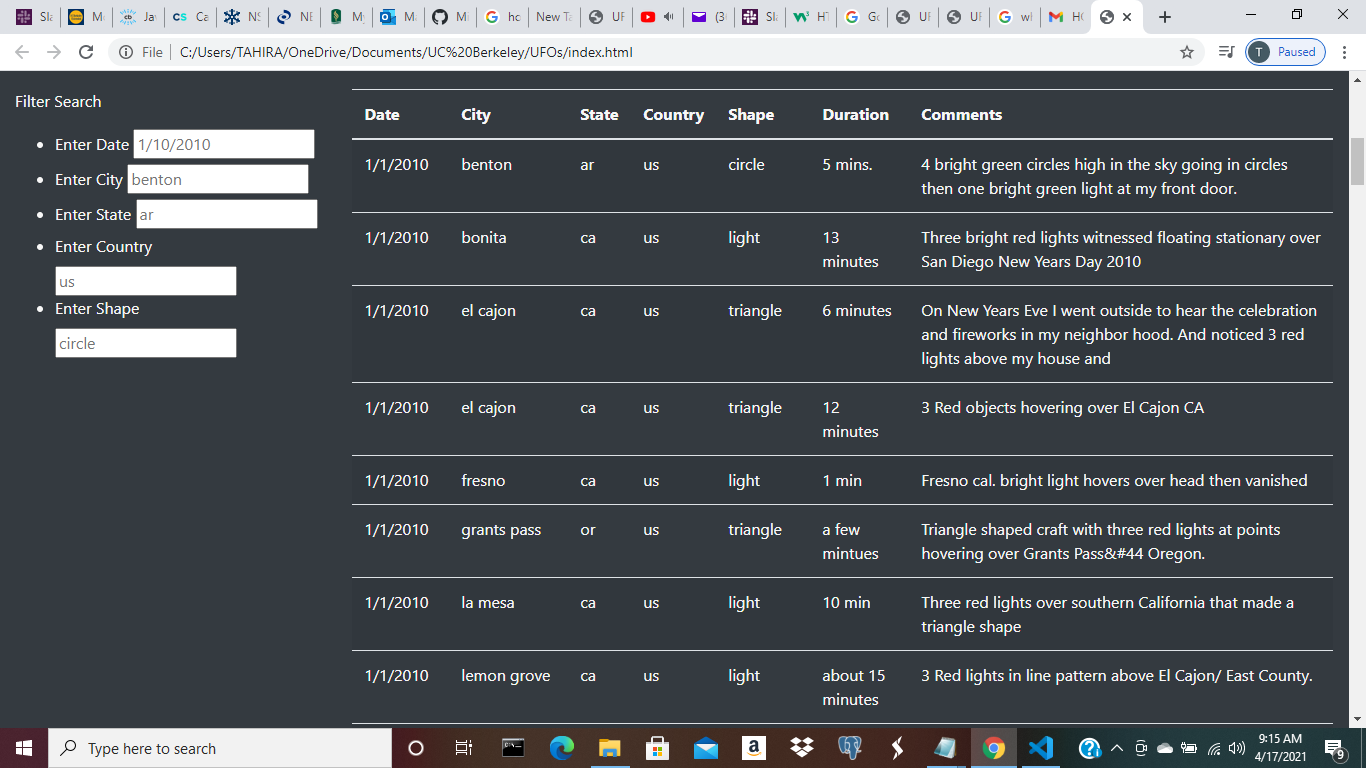 Sla
Me
Ja
Ca
NS
NE
My
Ma
Mi
ho
New Ta
UF
(3
Sla
HT
Go
UF
UF
wl
HC
File
C:/Users/TAHIRA/OneDrive/Documents/UC%20Berkeley/UFOs/index.html
T Paused
Filter Search
Enter Date 1/10/2010
Enter City benton
Enter State ar
Enter Country
us
Enter Shape
circle
Date City State Country Shape Duration Comments
1/1/2010 benton ar us circle 5 mins. 4 bright green circles high in the sky going in circles
then one bright green light at my front door.
1/1/2010 bonita ca us light 13 Three bright red lights witnessed floating stationary over
minutes San Diego New Years Day 2010
1/1/2010 el cajon ca us triangle 6 minutes On New Years Eve I went outside to hear the celebration
and fireworks in my neighbor hood. And noticed 3 red
lights above my house and
1/1/2010 el cajon ca us triangle 12 3 Red objects hovering over El Cajon CA
minutes
1/1/2010 fresno ca us light 1 min Fresno cal. bright light hovers over head then vanished
1/1/2010 grants pass or us triangle a few Triangle shaped craft with three red lights at points
mintues hovering over Grants Pass&#44 Oregon.
1/1/2010 la mesa ca us light 10 min Three red lights over southern California that made a
triangle shape
1/1/2010 lemon grove ca us light about 15 3 Red lights in line pattern above El Cajon/ East County.
minutes
Type here to search
9:15 AM
4/17/2021
9